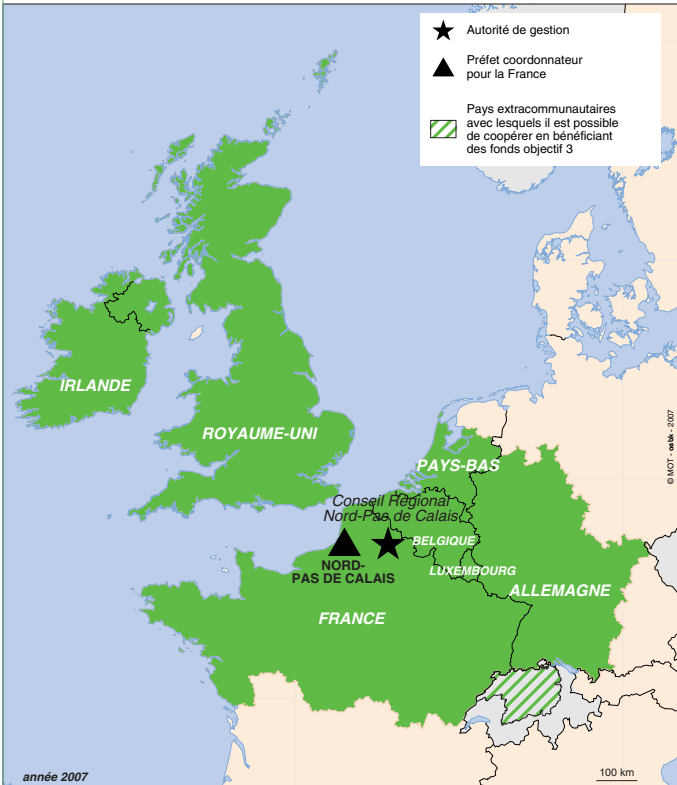 Autorité de gestion
Préfet coordonnateur
pour la France
Pays extracommunautaires
avec lesquels il est possible
de coopérer en bénéficiant
des fonds objectif 3
IRLANDE
ROYAUME-UNI
PAYS-BAS
Conseil Régional
Nord-Pas de Calais
BELGIQUE
NORD-
PAS DE CALAIS
LUXEMBOURG
ALLEMAGNE
FRANCE
© MOT - - 2007
année 2007
100 km